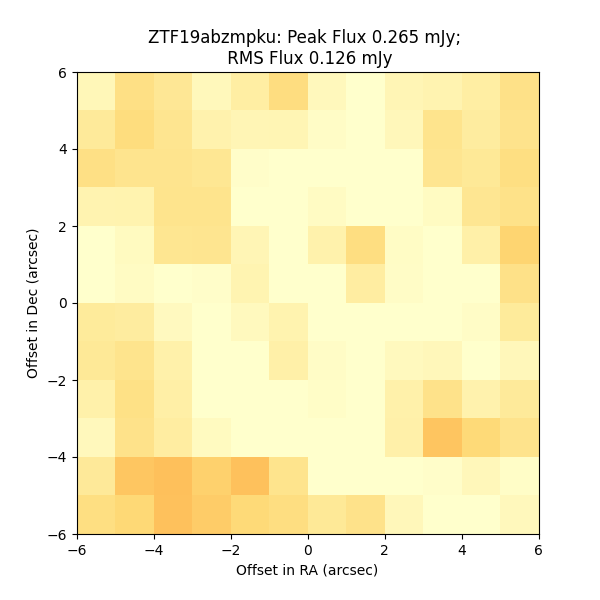 ZTF19abzmpku: Peak Flux 0.265 mJy;
RMS Flux 0.126 mJy
6
4
2
0
−2
−4
−6
Offset in Dec (arcsec)
−6 −4 −2 0 2 4 6
Offset in RA (arcsec)